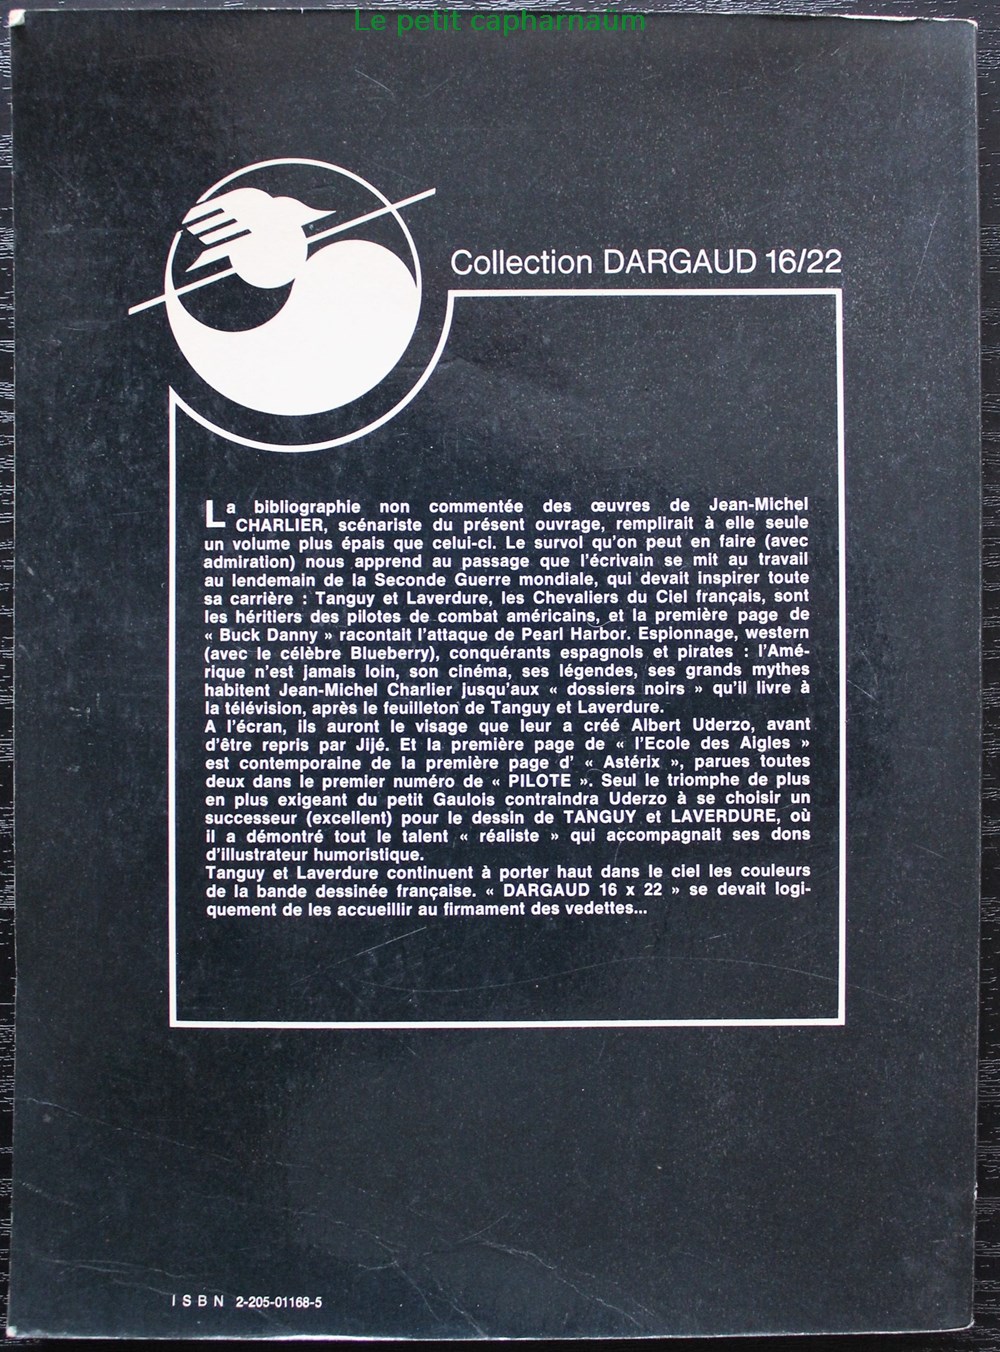 Le petit capharnaüm
Collection DARGAUD 16/22
La bibliographie non commentée des œuvres de Jean-Michel
CHARLIER, scénariste du présent ouvrage, remplirait à elle seule
un volume plus épais que celui-ci. Le survol qu'on peut en faire (avec
admiration) nous apprend au passage que l'écrivain se mit au travail
au lendemain de la Seconde Guerre mondiale, qui devait inspirer toute
sa carrière : Tanguy et Laverdure, les Chevaliers du Ciel français, sont
les héritiers des pilotes de combat américains, et la première page de
« Buck Danny » racontait l'attaque de Pearl Harbor. Espionnage, western
(avec le célèbre Blueberry), conquérants espagnols et pirates : l'Amé-
rique n'est jamais loin, son cinéma, ses légendes, ses grands mythes
habitent Jean-Michel Charlier jusqu'aux « dossiers noirs » qu'il livre à
la télévision, après le feuilleton de Tanguy et Laverdure.
A l'écran, ils auront le visage que leur a créé Albert Uderzo, avant
d'être repris par Jijé. Et la première page de « l'Ecole des Aigles »
est contemporaine de la première page d' « Astérix », parues toutes
deux dans le premier numéro de « PILOTE ». Seul le triomphe de plus
en plus exigeant du petit Gaulois contraindra Uderzo à se choisir un
successeur (excellent) pour le dessin de TANGUY et LAVERDURE, où
il a démontré tout le talent « réaliste » qui accompagnait ses dons
d'illustrateur humoristique.
Tanguy et Laverdure continuent à porter haut dans le ciel les couleurs
de la bande dessinée française. « DARGAUD 16 x 22 » se devait logi-
quement de les accueillir au firmament des vedettes...
ISBN 2-205-01168-5